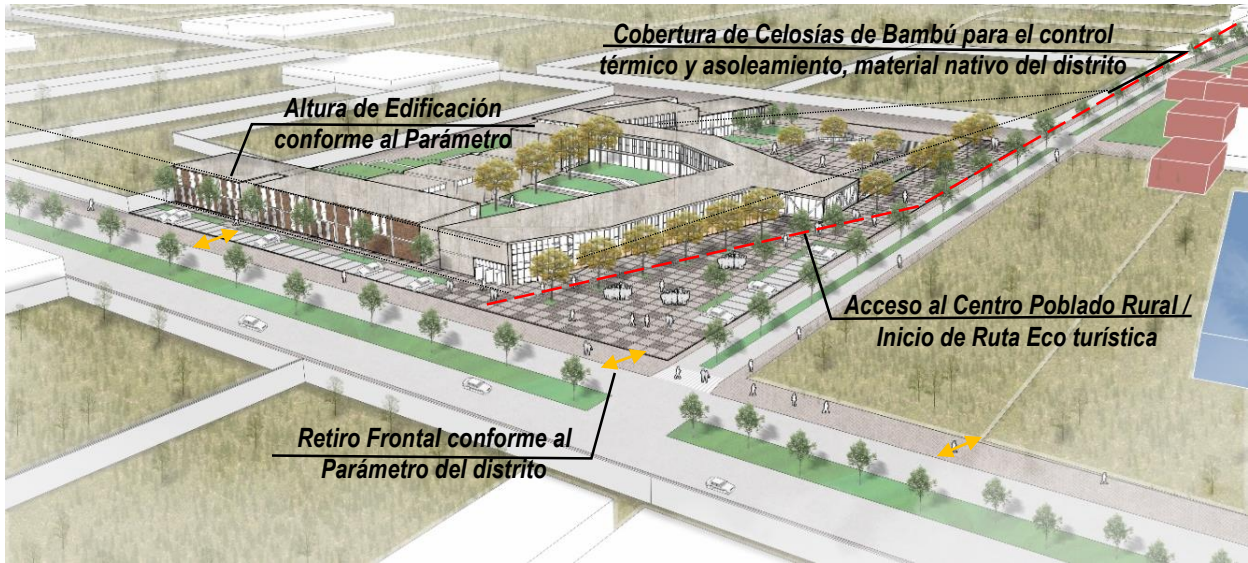 Cobertura de Celosías de Bambú para el control
térmico y asoleamiento, material nativo del distrito
Altura de Edificación
conforme al Parámetro
Acceso al Centro Poblado Rural /
Inicio de Ruta Eco turística
Retiro Frontal conforme al
Parámetro del distrito